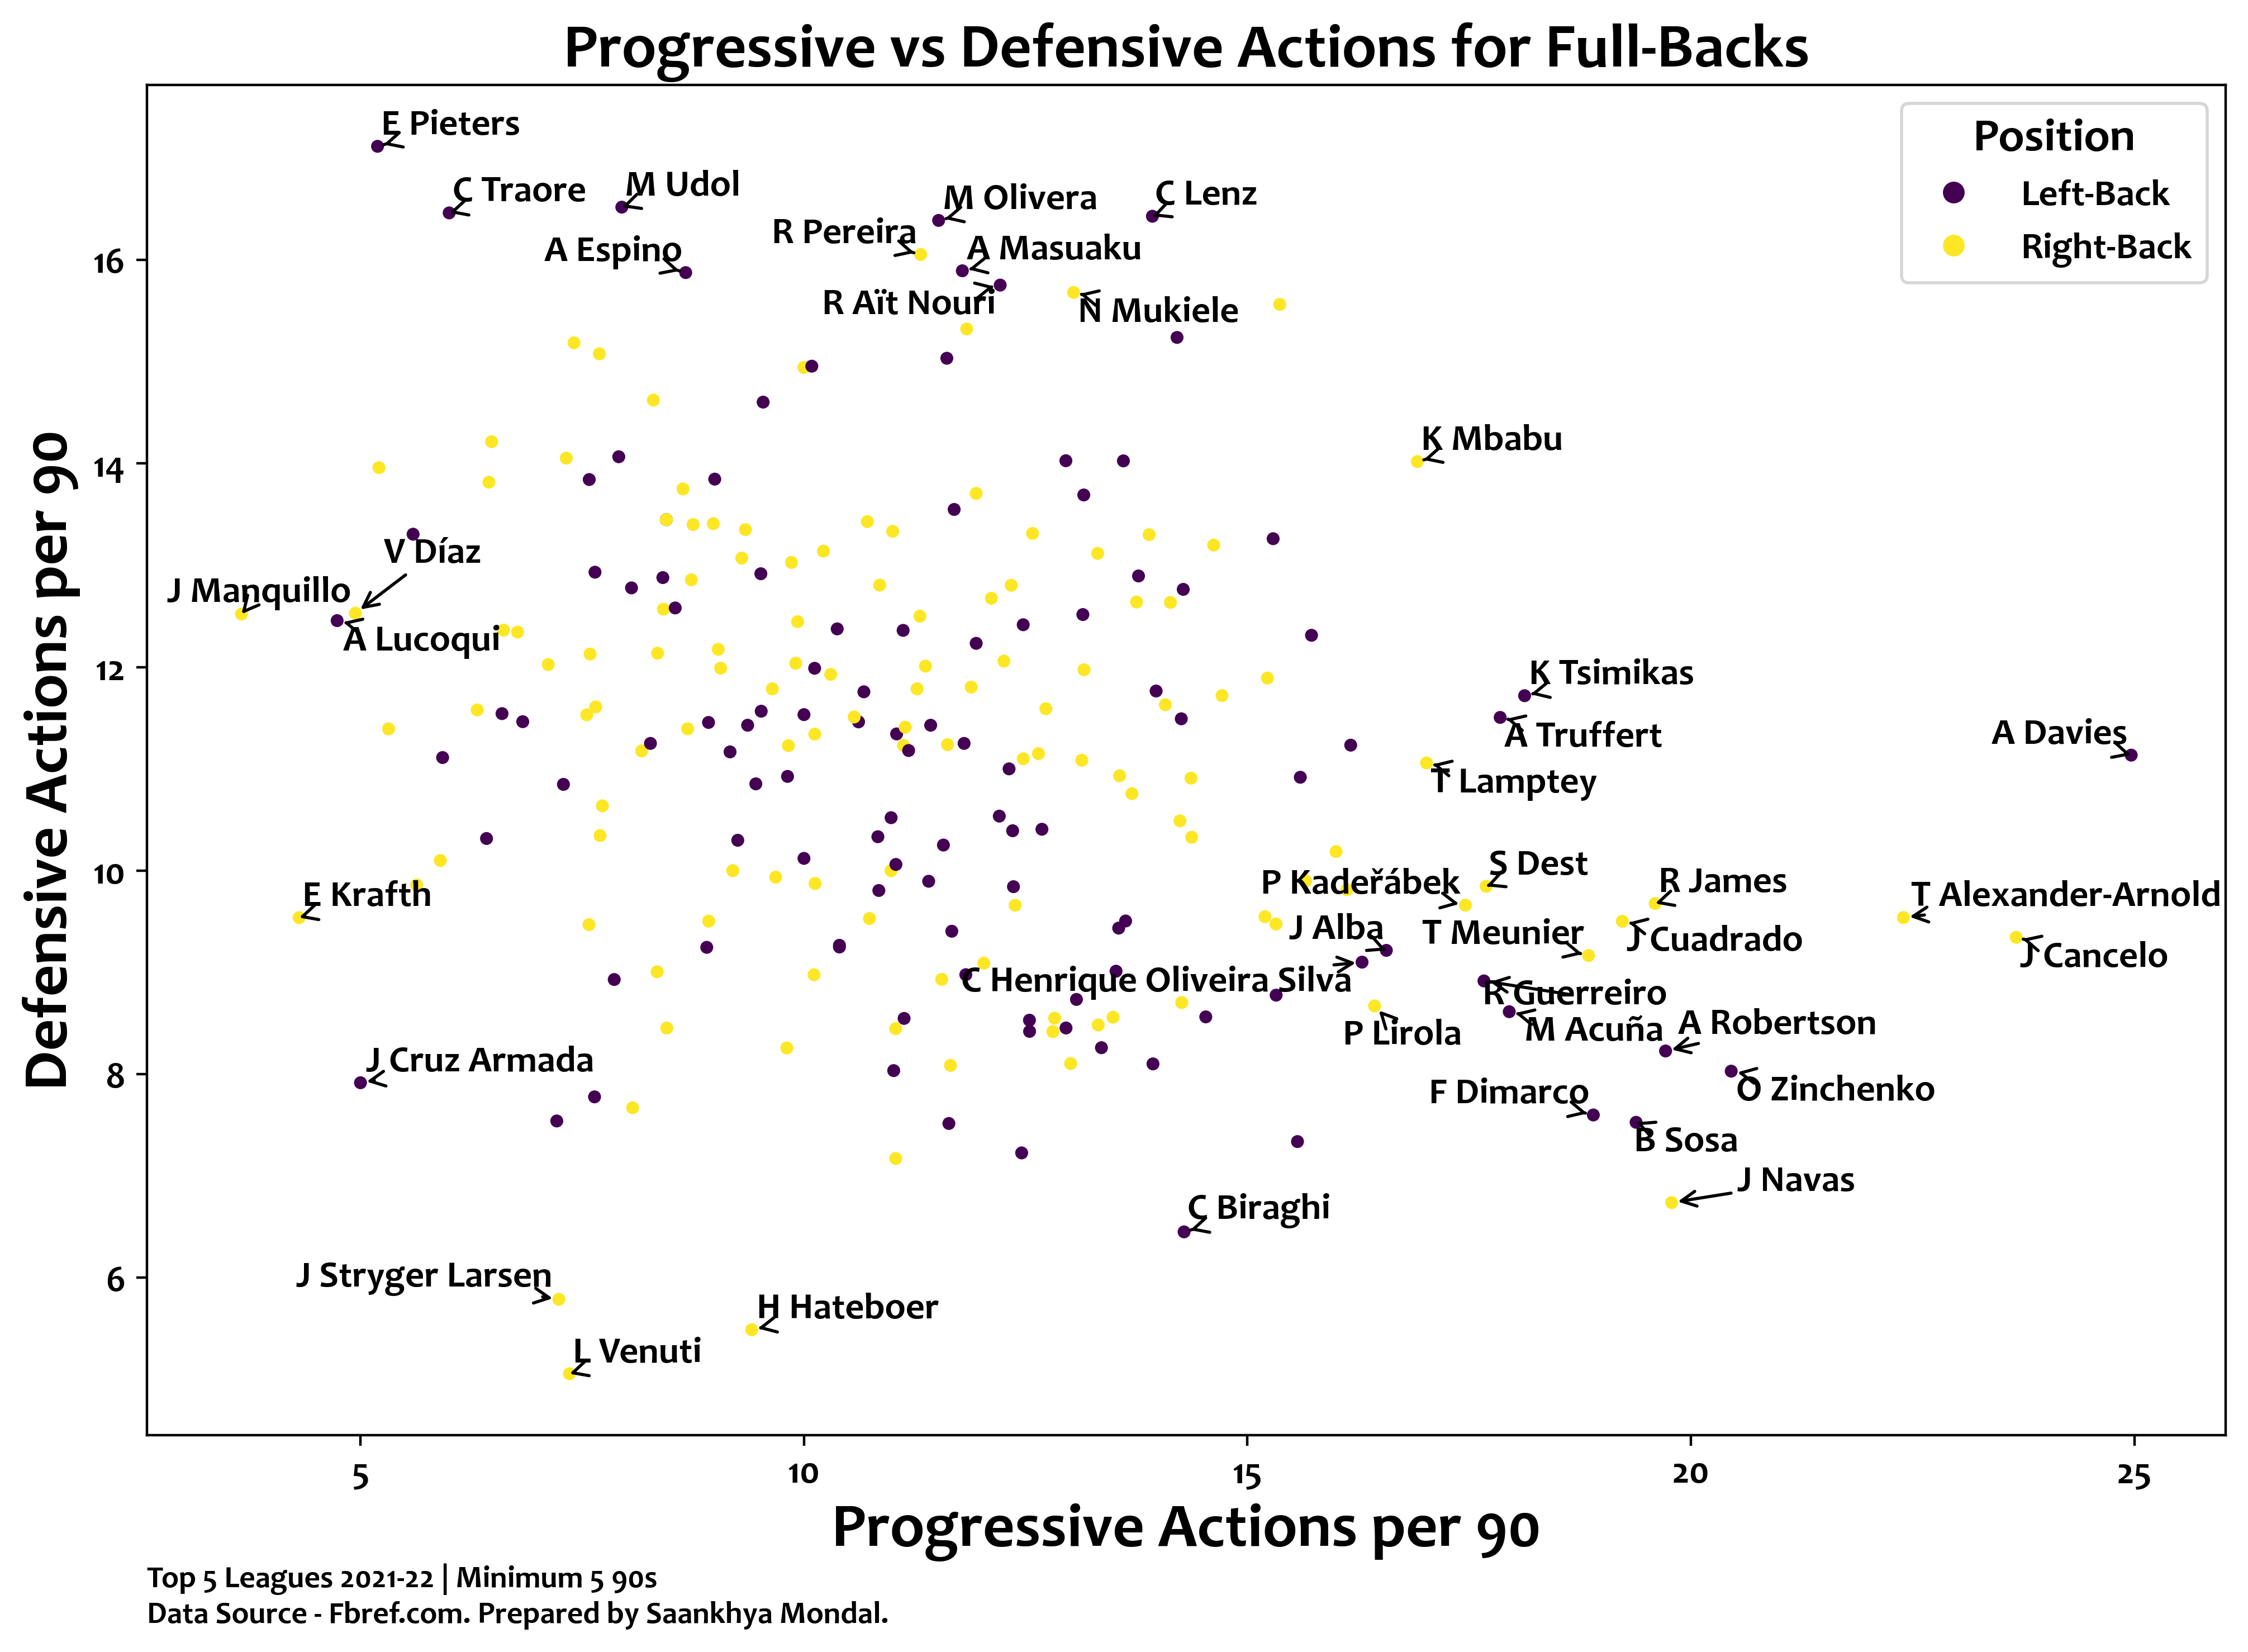 Progressive vs Defensive Actions for Full-Backs
Position
Left-Back
Right-Back
E Pieters
C Traore
M Udol
M Olivera
C Lenz
R Pereira
A Espino
A Masuaku
R Aït Nouri
N Mukiele
K Mbabu
V Díaz
J Manquillo
A Lucoqui
K Tsimikas
A Truffert
A Davies
T Lamptey
S Dest
P Kadeřábek
R James
T Alexander-Arnold
E Krafth
J Alba
T Meunier
J Cuadrado
J Cancelo
C Henrique Oliveira Silva
R Guerreiro
P Lirola
M Acuña
A Robertson
J Cruz Armada
F Dimarco
O Zinchenko
B Sosa
J Navas
C Biraghi
J Stryger Larsen
H Hateboer
L Venuti
Defensive Actions per 90
16
14
12
10
8
6
5
10
15
20
25
Progressive Actions per 90
Top 5 Leagues 2021-22 | Minimum 5 90s
Data Source - Fbref.com. Prepared by Saankhya Mondal.